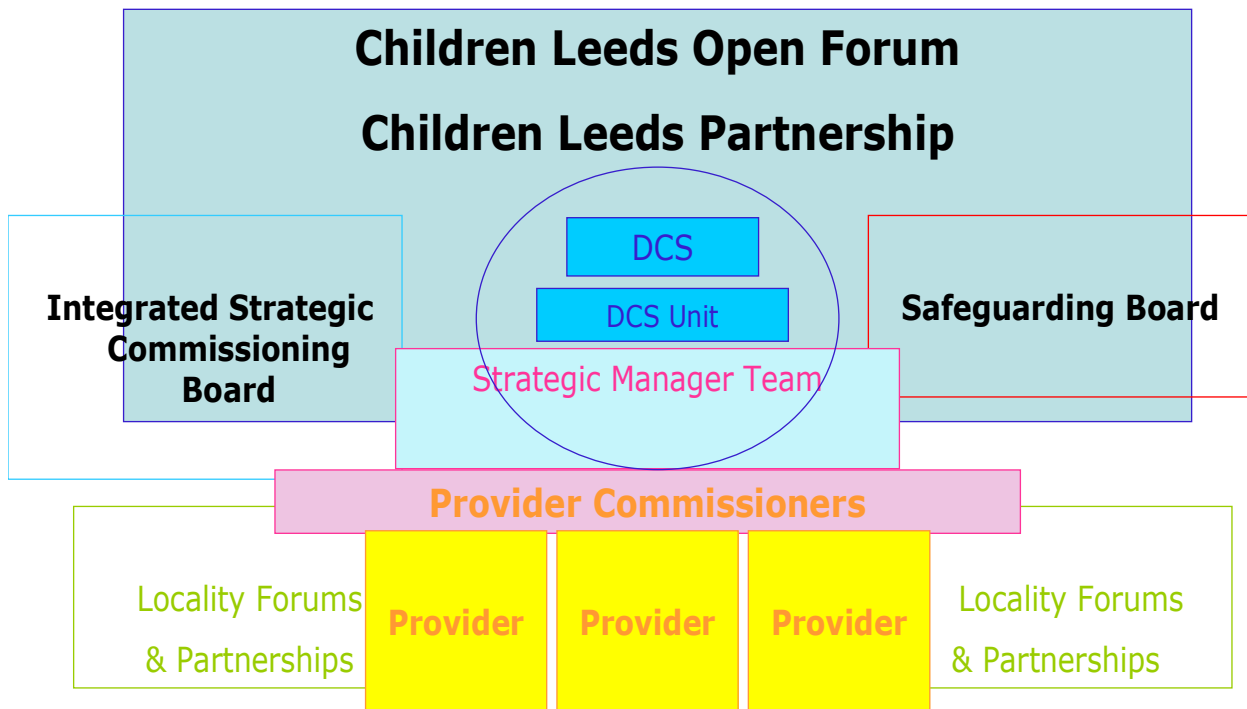 Children Leeds Open Forum
Children Leeds Partnership
DCS
DCS Unit
Integrated Strategic
Commissioning
Board
Safeguarding Board
Strategic Manager Team
Provider Commissioners
Locality Forums
& Partnerships
Provider
Provider
Provider
Locality Forums
& Partnerships